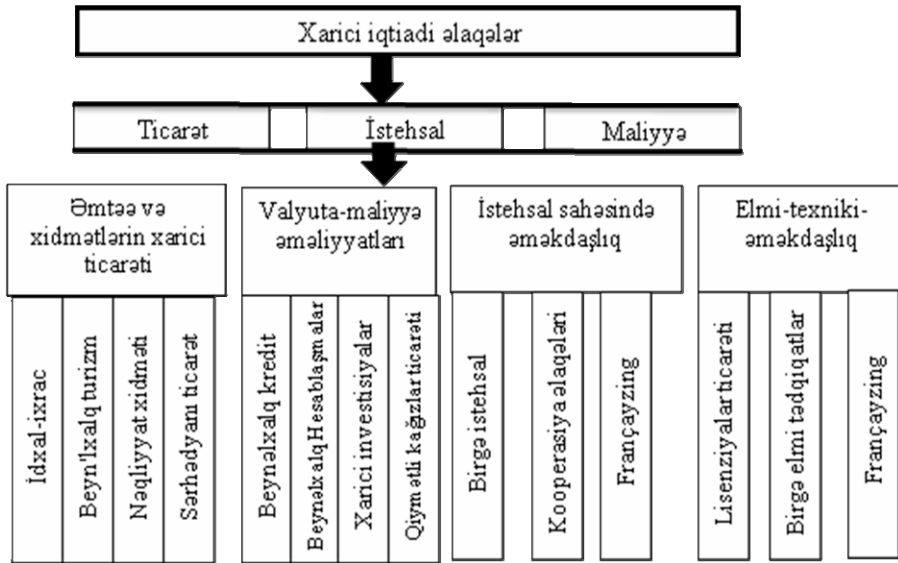 Xarici iqtiadi əlaqələr
Ticarət
İstehsal
Maliyyə
Əmtəə və
xidmətlərin xarici
ticarəti
Valyuta-maliyyə
əməliyyatları
İstehsal sahəsində
əməkdaşlıq
Elmi-texniki-
əməkdaşlıq
İdxal-ixrac
Beyn'lxalq turizm
Nəqliyyat xidməti
Sərhədyanı ticarət
Beynəlxalq kredit
Beynəlxalq Hesablaşmalar
Xarici investisiyalar
Qiymətli kağızlar ticarəti
Birgə istehsal
Kooperasiya əlaqələri
Françayzing
Lisenziyalar ticarəti
Birgə elmi tədqiqatlar
Françayzing